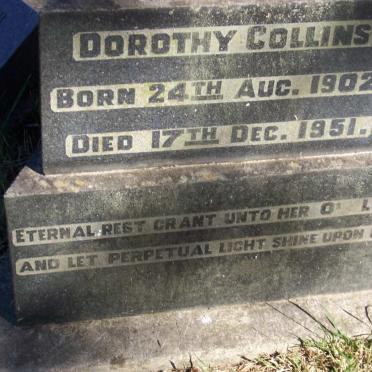 DOROTHY COLLINS
BORN 24TH AUG. 1902
DIED 17TH DEC. 1951.
ETERNAL REST GRANT UNTO HER
AND LET PERPETUAL LIGHT SHINE UPON